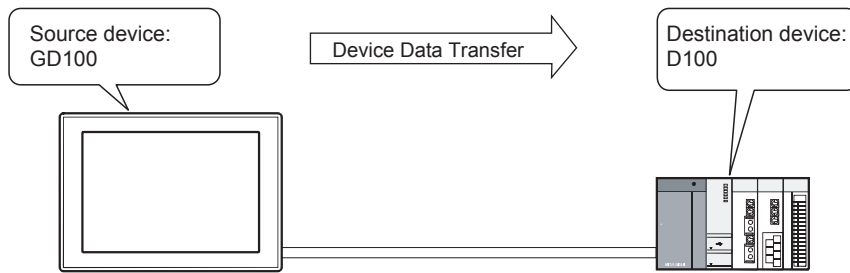 Source device:
GD100
Device Data Transfer
Destination device:
D100